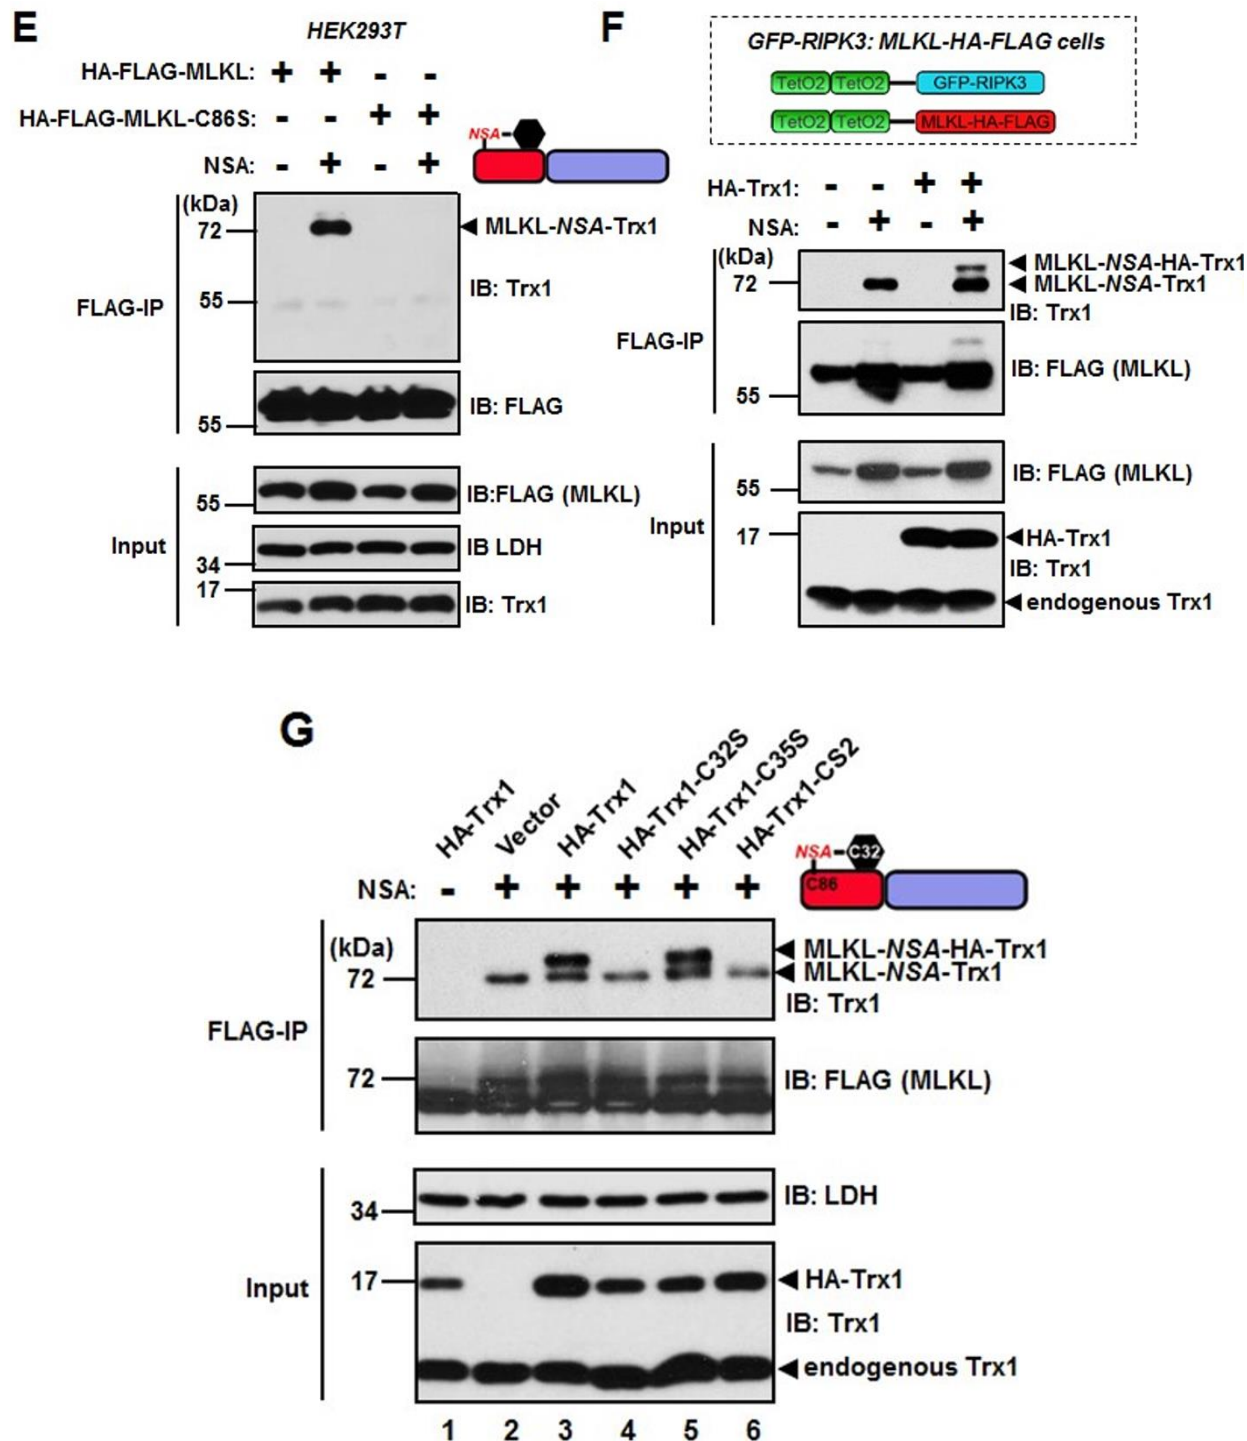 E
HEK293T
HA-FLAG-MLKL: + + - -
HA-FLAG-MLKL-C86S: - - + +
NSA: - + - +
NSA
(kDa)
72
MLKL-NSA-Trx1
IB: Trx1
55
FLAG-IP
IB: FLAG
55
IB:FLAG (MLKL)
55
Input
IB LDH
34
17
IB: Trx1
F
GFP-RIPK3: MLKL-HA-FLAG cells
TetO2 TetO2 GFP-RIPK3
TetO2 TetO2 MLKL-HA-FLAG
HA-Trx1: - - + +
NSA: - + - +
(kDa)
MLKL-NSA-HA-Trx1
72
MLKL-NSA-Trx1
IB: Trx1
FLAG-IP
IB: FLAG (MLKL)
55
IB: FLAG (MLKL)
55
Input
17
HA-Trx1
IB: Trx1
endogenous Trx1
G
HA-Trx1
Vector
HA-Trx1
HA-Trx1-C32S
HA-Trx1-C35S
HA-Trx1-CS2
NSA: - + + + + +
NSA C32
C86
(kDa)
MLKL-NSA-HA-Trx1
72
MLKL-NSA-Trx1
IB: Trx1
FLAG-IP
72
IB: FLAG (MLKL)
IB: LDH
34
Input
17
HA-Trx1
IB: Trx1
endogenous Trx1
1 2 3 4 5 6